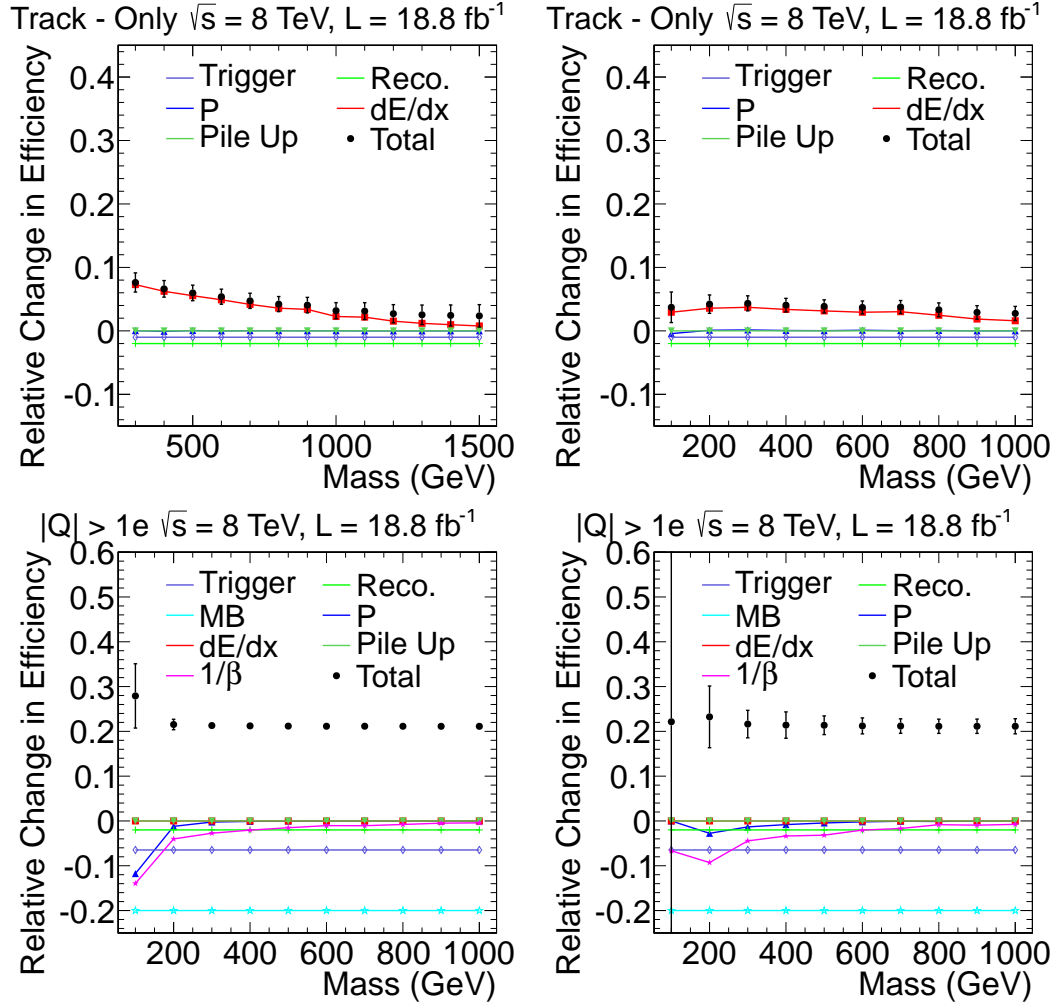 Track - Only √s = 8 TeV, L = 18.8 fb⁻¹
Relative Change in Efficiency
0.4
0.3
0.2
0.1
0
-0.1
Trigger
Reco.
P
dE/dx
Pile Up
Total
500
1000
1500
Mass (GeV)
Track - Only √s = 8 TeV, L = 18.8 fb⁻¹
Relative Change in Efficiency
0.4
0.3
0.2
0.1
0
-0.1
Trigger
Reco.
P
dE/dx
Pile Up
Total
200
400
600
800
1000
Mass (GeV)
|Q| > 1e √s = 8 TeV, L = 18.8 fb⁻¹
Relative Change in Efficiency
0.6
0.5
0.4
0.3
0.2
0.1
0
-0.1
-0.2
Trigger
Reco.
MB
P
dE/dx
Pile Up
1/β
Total
200
400
600
800
1000
Mass (GeV)
|Q| > 1e √s = 8 TeV, L = 18.8 fb⁻¹
Relative Change in Efficiency
0.6
0.5
0.4
0.3
0.2
0.1
0
-0.1
-0.2
Trigger
Reco.
MB
P
dE/dx
Pile Up
1/β
Total
200
400
600
800
1000
Mass (GeV)